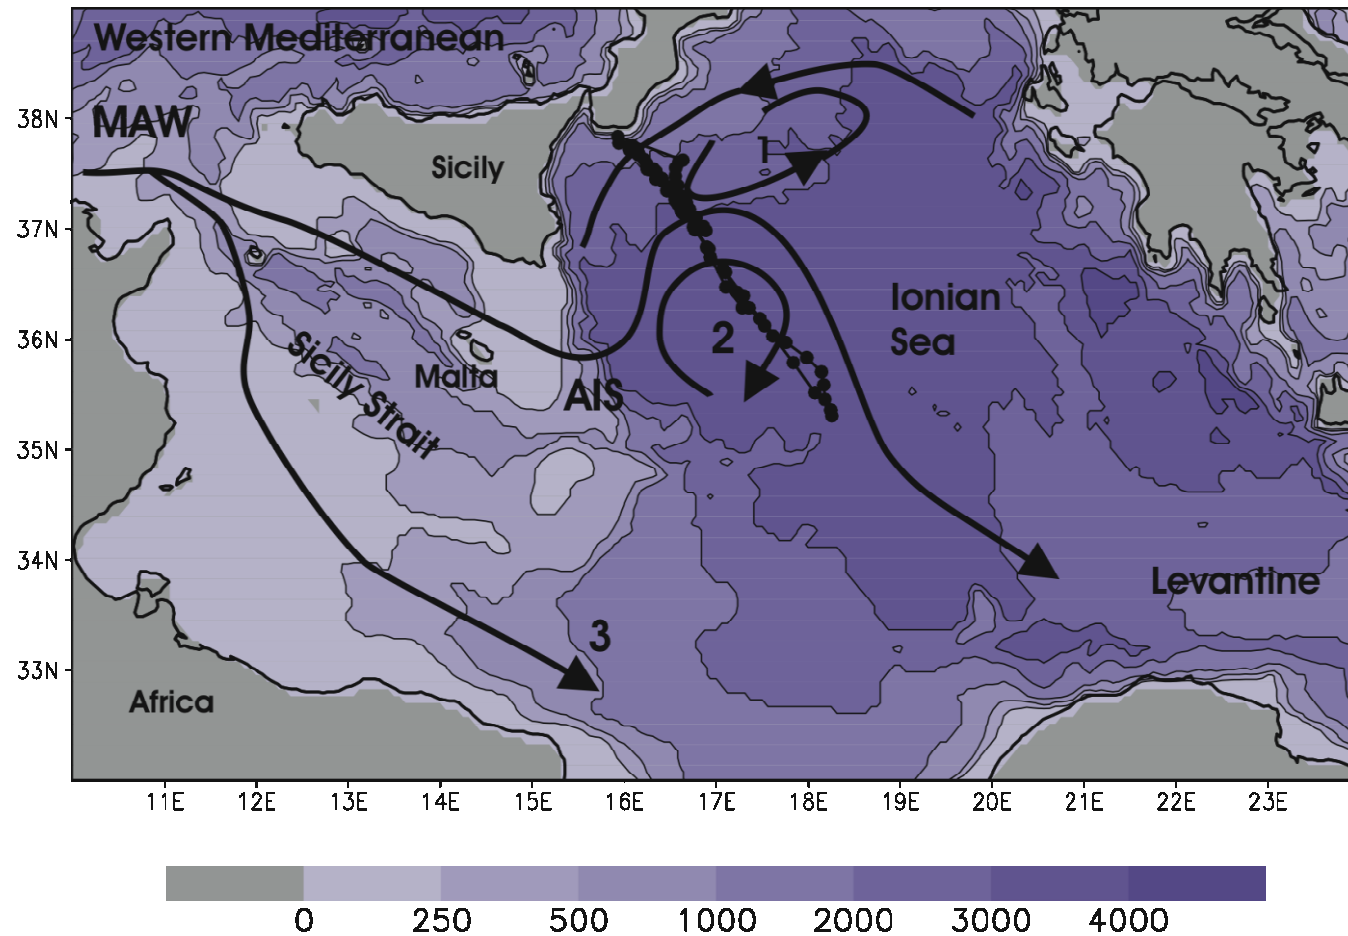 Western Mediterranean
38N
MAW
1
Sicily
37N
Ionian
Sea
36N
2
Sicily Strait
Malta
AIS
35N
34N
Levantine
3
33N
Africa
11E 12E 13E 14E 15E 16E 17E 18E 19E 20E 21E 22E 23E
0 250 500 1000 2000 3000 4000